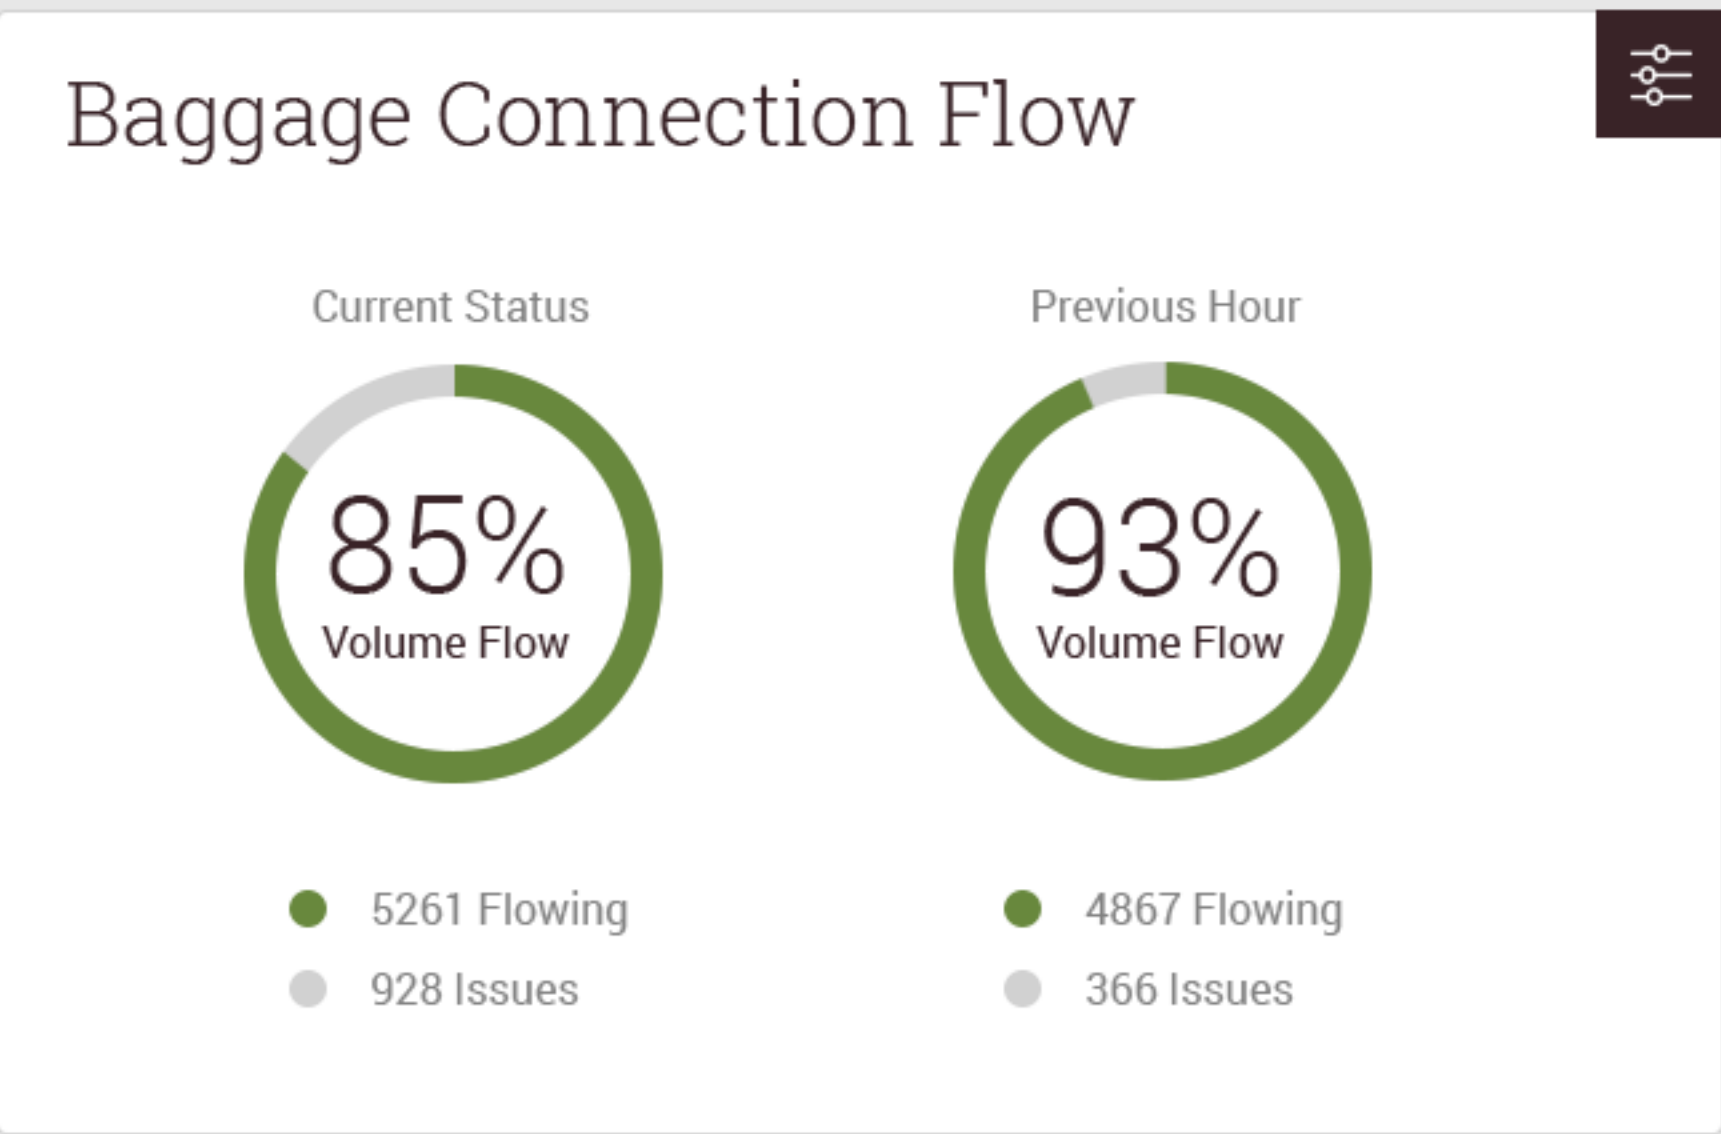 Baggage Connection Flow
Current Status
85%
Volume Flow
5261 Flowing
928 Issues
Previous Hour
93%
Volume Flow
4867 Flowing
366 Issues